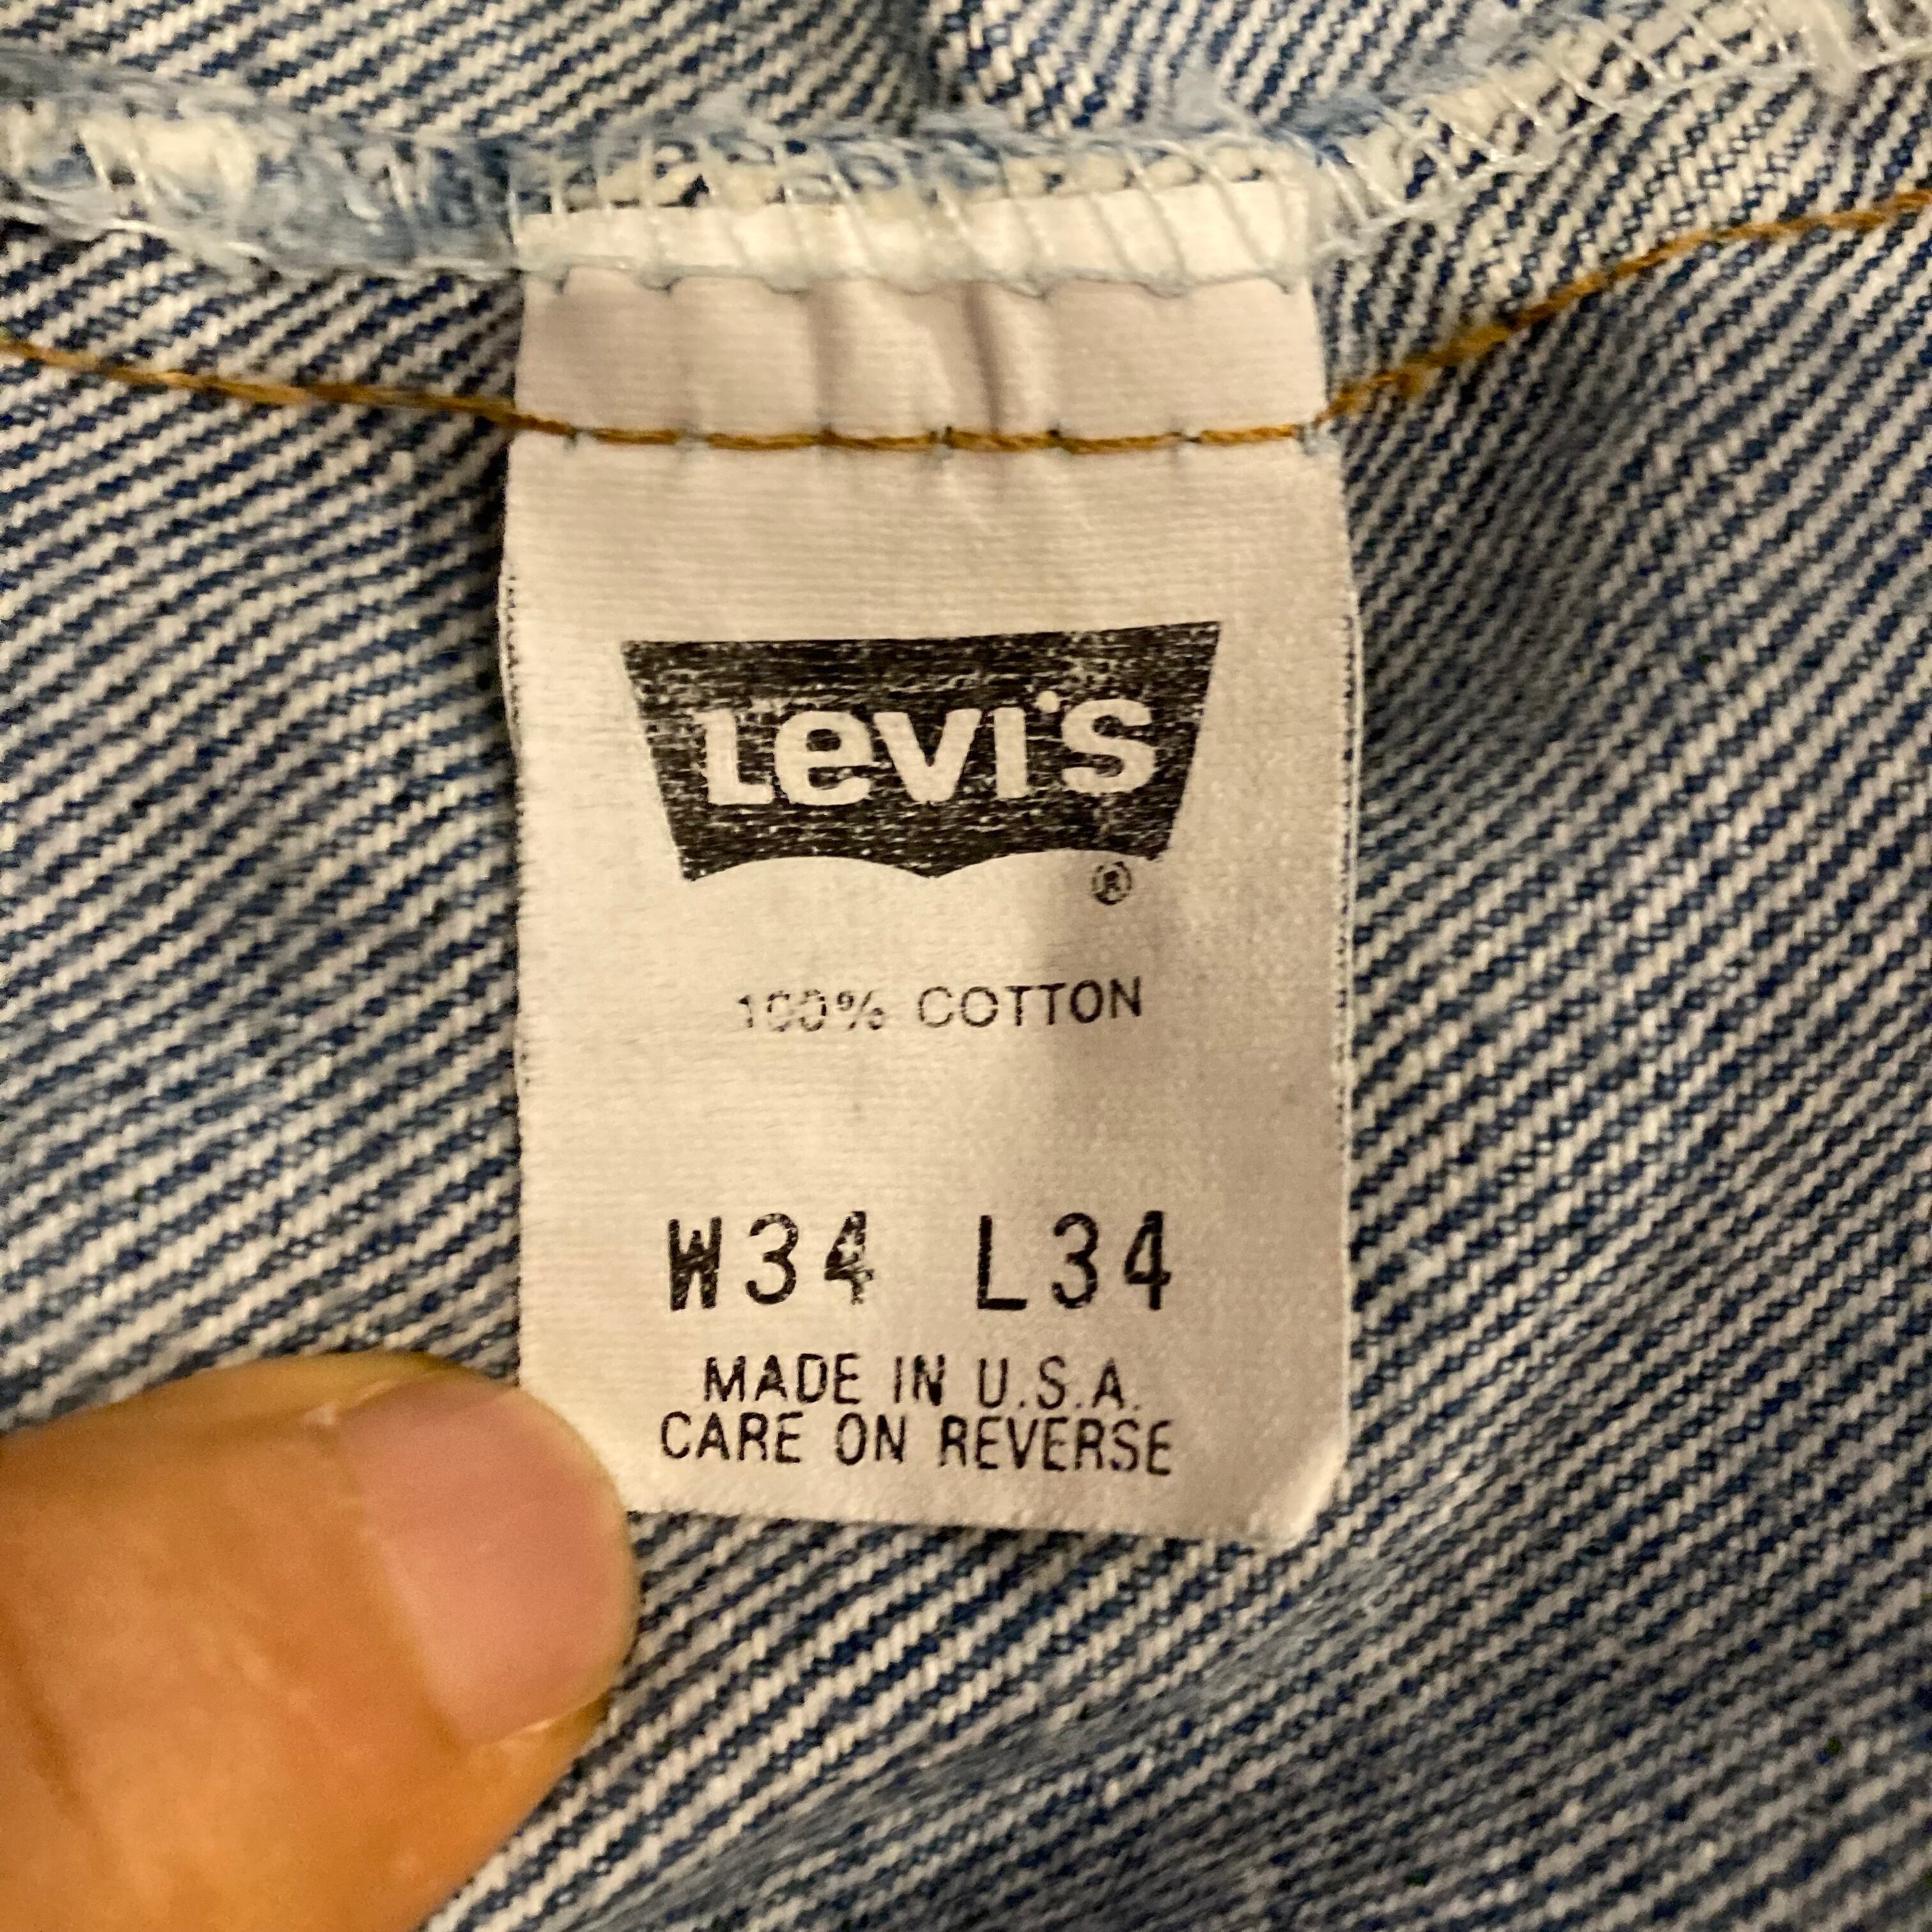 Levi's
®
100% COTTON
W34 L34
MADE IN U.S.A.
CARE ON REVERSE